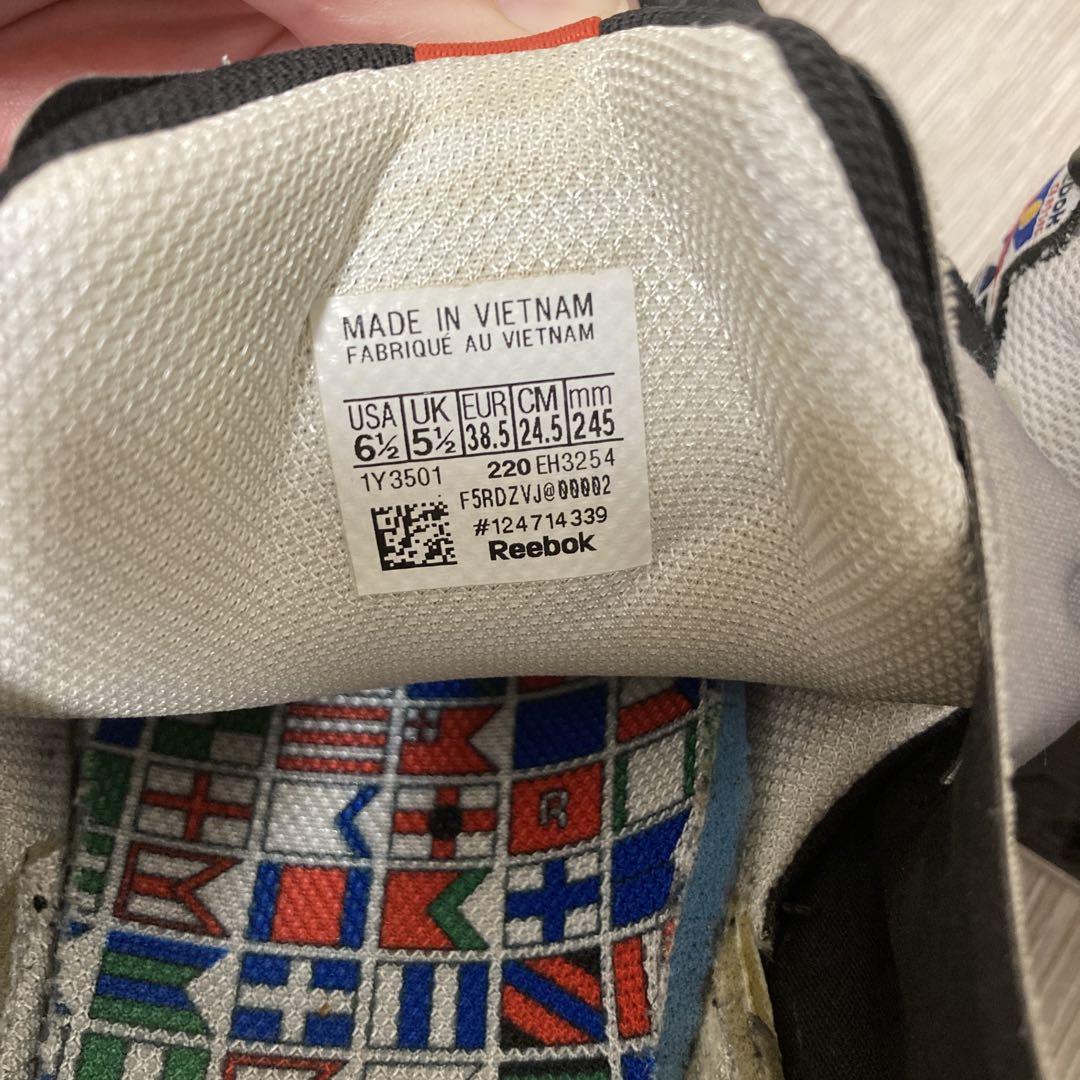 MADE IN VIETNAM
FABRIQUÉ AU VIETNAM
USA UK EUR CM mm
6½ 5½ 38.5 24.5 245
1Y3501 220 EH3254
F5RDZVJ@00002
#124714339
Reebok
R